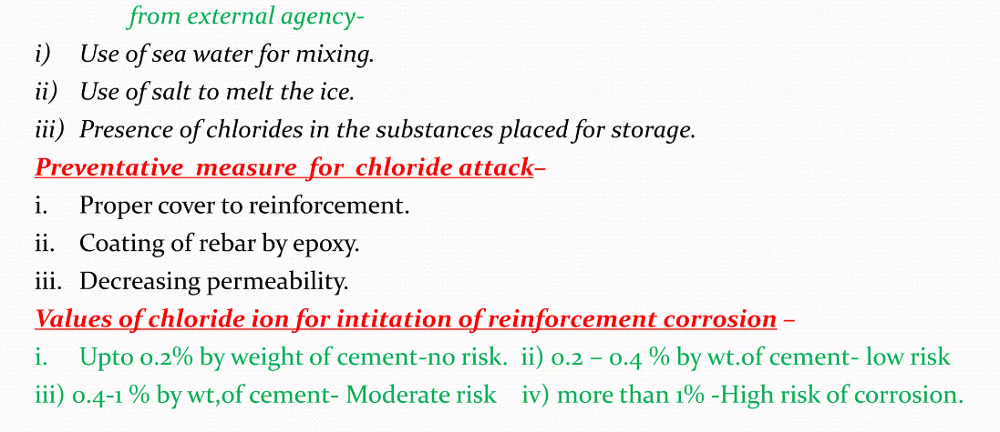 from external agency-
i) Use of sea water for mixing.
ii) Use of salt to melt the ice.
iii) Presence of chlorides in the substances placed for storage.
Preventative measure for chloride attack–
i. Proper cover to reinforcement.
ii. Coating of rebar by epoxy.
iii. Decreasing permeability.
Values of chloride ion for intitation of reinforcement corrosion –
i. Upto 0.2% by weight of cement-no risk. ii) 0.2 – 0.4 % by wt.of cement- low risk
iii) 0.4-1 % by wt,of cement- Moderate risk iv) more than 1% -High risk of corrosion.